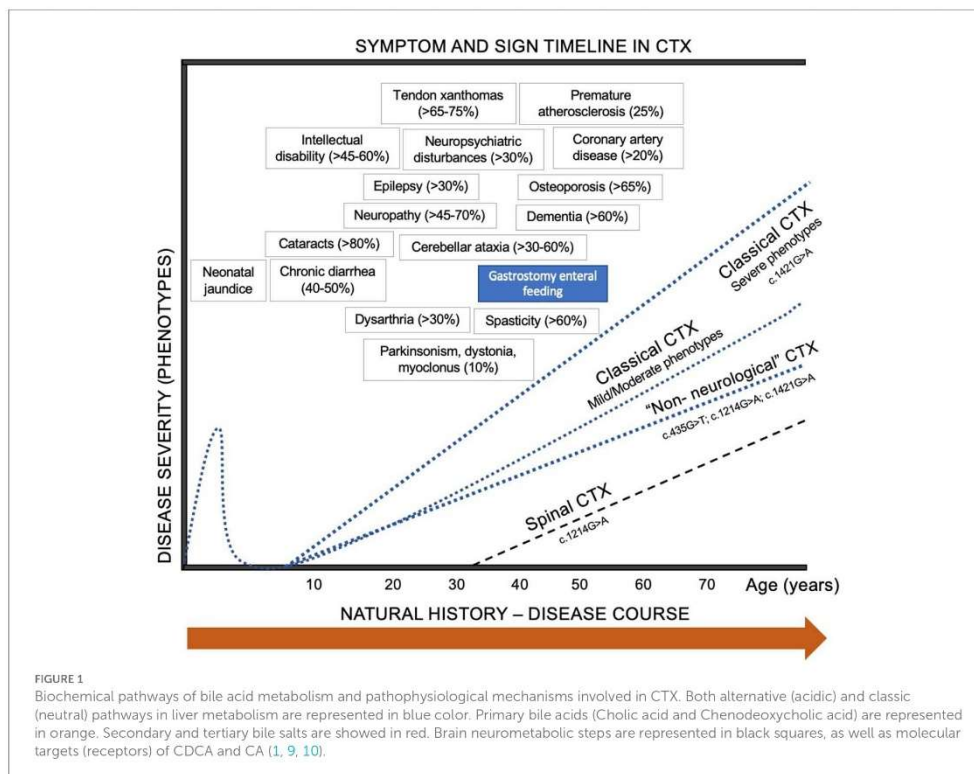 SYMPTOM AND SIGN TIMELINE IN CTX
DISEASE SEVERITY (PHENOTYPES)
Tendon xanthomas
(>65-75%)
Premature
atherosclerosis (25%)
Intellectual
disability (>45-60%)
Neuropsychiatric
disturbances (>30%)
Coronary artery
disease (>20%)
Epilepsy (>30%)
Osteoporosis (>65%)
Neuropathy (>45-70%)
Dementia (>60%)
Cataracts (>80%)
Cerebellar ataxia (>30-60%)
Neonatal
jaundice
Chronic diarrhea
(40-50%)
Gastrostomy enteral
feeding
Dysarthria (>30%)
Spasticity (>60%)
Parkinsonism, dystonia,
myoclonus (10%)
Classical CTX
Severe phenotypes
c.1421G>A
Classical CTX
Mild/Moderate phenotypes
"Non- neurological" CTX
c.435G>T; c.1214G>A; c.1421G>A
Spinal CTX
c.1214G>A
10 20 30 40 50 60 70 Age (years)
NATURAL HISTORY – DISEASE COURSE
FIGURE 1
Biochemical pathways of bile acid metabolism and pathophysiological mechanisms involved in CTX. Both alternative (acidic) and classic
(neutral) pathways in liver metabolism are represented in blue color. Primary bile acids (Cholic acid and Chenodeoxycholic acid) are represented
in orange. Secondary and tertiary bile salts are showed in red. Brain neurometabolic steps are represented in black squares, as well as molecular
targets (receptors) of CDCA and CA (1, 9, 10).